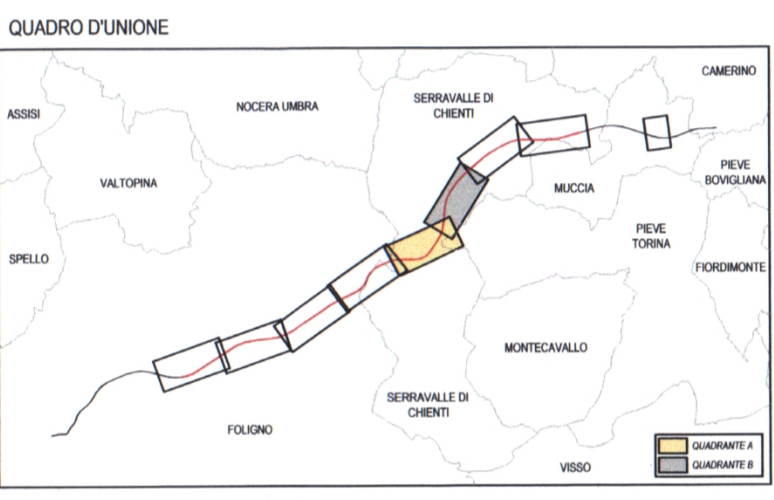 QUADRO D'UNIONE
CAMERINO
ASSISI
NOCERA UMBRA
SERRAVALLE DI
CHIENTI
VALTOPINA
MUCCIA
PIEVE
BOVIGLIANA
PIEVE
TORINA
SPELLO
FIORDIMONTE
MONTECAVALLO
SERRAVALLE DI
CHIENTI
FOLIGNO
VISSO
QUADRANTE A
QUADRANTE B